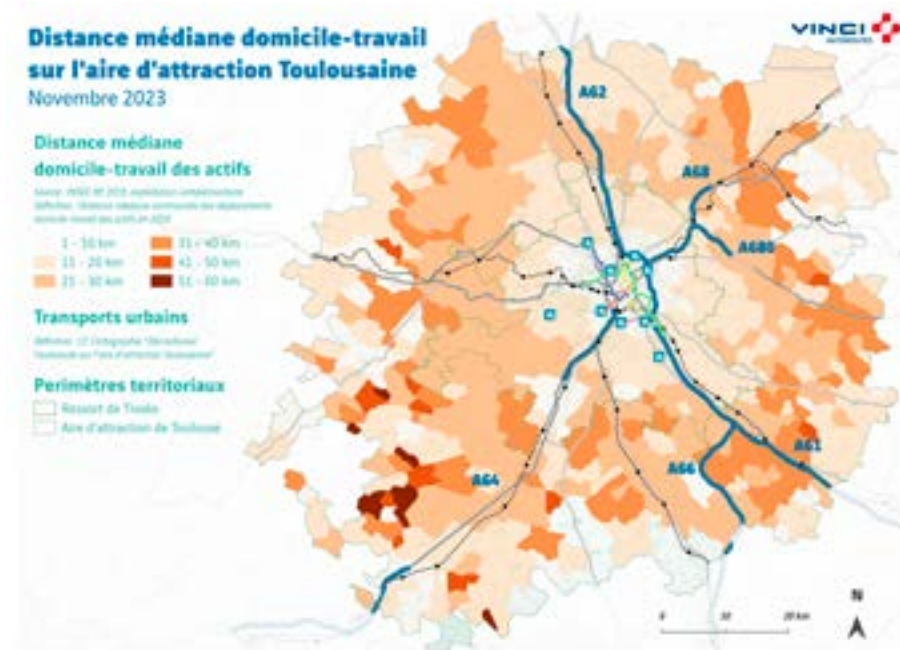 Distance médiane domicile-travail
sur l'aire d'attraction Toulousaine
Novembre 2023
VINCI
AUTOROUTES
Distance médiane
domicile-travail des actifs
1 - 10 km
31 - 40 km
11 - 20 km
41 - 50 km
21 - 30 km
51 - 60 km
Transports urbains
Périmètres territoriaux
Ressort de Tisséo
Aire d'attraction de Toulouse
A62
A68
A680
A61
A66
A64
0 10 20 km
N